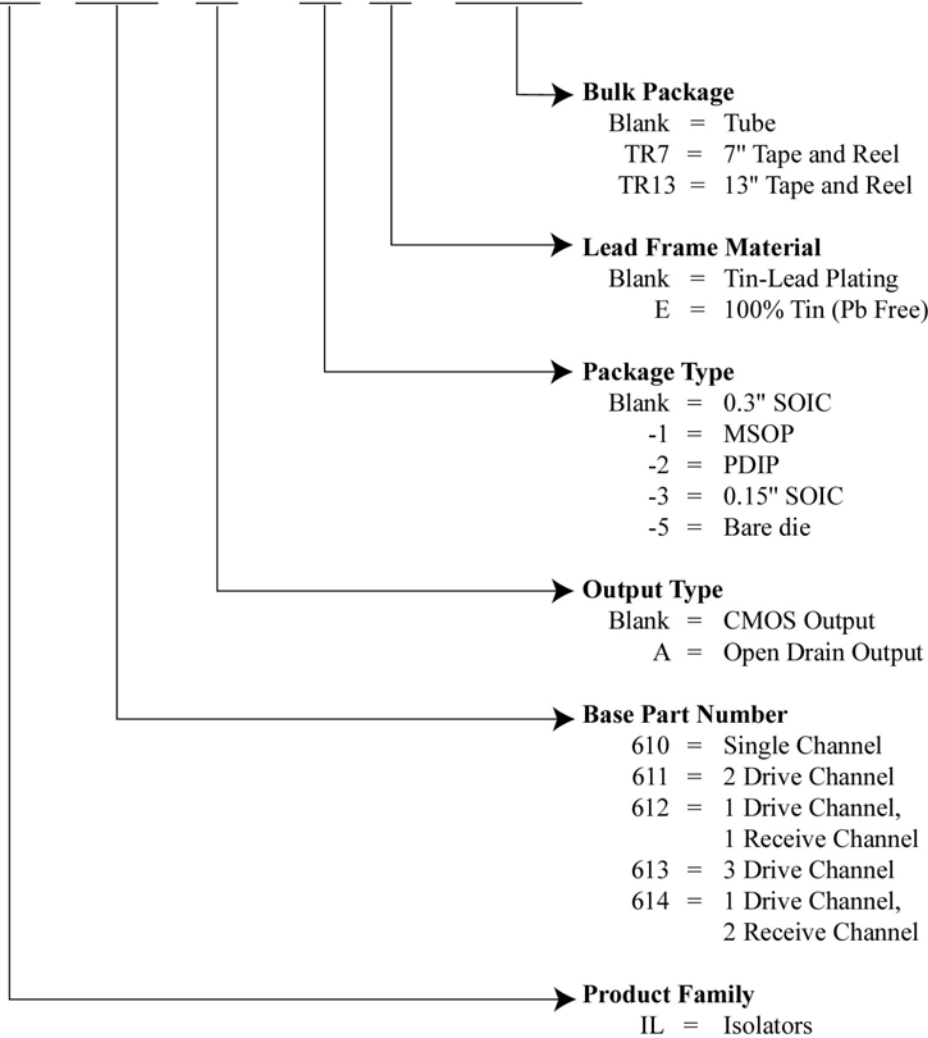 Bulk Package
Blank = Tube
TR7 = 7" Tape and Reel
TR13 = 13" Tape and Reel
Lead Frame Material
Blank = Tin-Lead Plating
E = 100% Tin (Pb Free)
Package Type
Blank = 0.3" SOIC
-1 = MSOP
-2 = PDIP
-3 = 0.15" SOIC
-5 = Bare die
Output Type
Blank = CMOS Output
A = Open Drain Output
Base Part Number
610 = Single Channel
611 = 2 Drive Channel
612 = 1 Drive Channel,
1 Receive Channel
613 = 3 Drive Channel
614 = 1 Drive Channel,
2 Receive Channel
Product Family
IL = Isolators